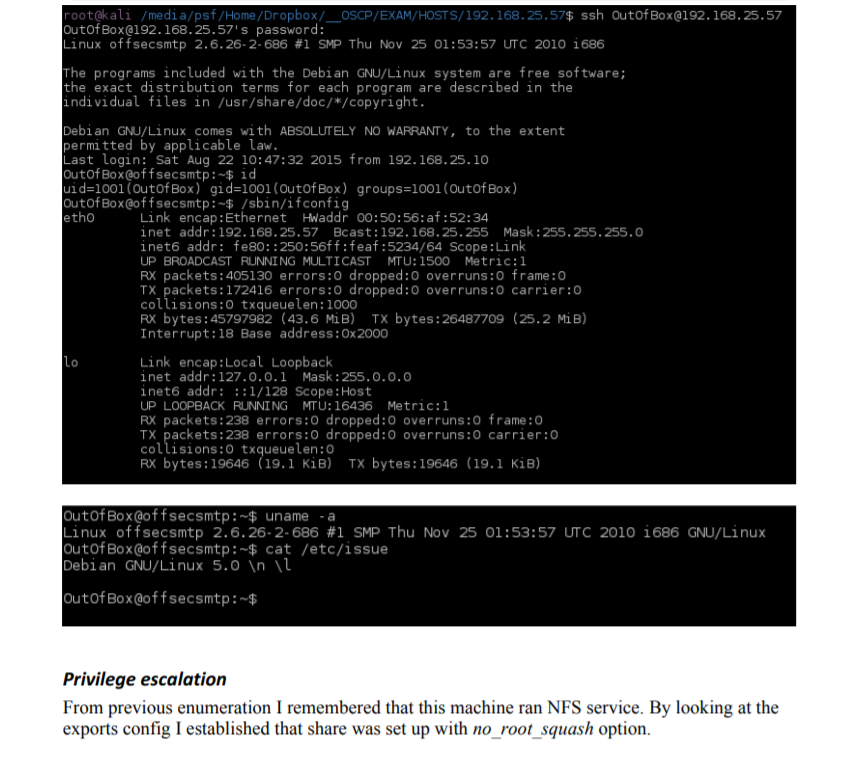 root@kali /media/psf/Home/Dropbox/__OSCP/EXAM/HOSTS/192.168.25.57$ ssh OutOfBox@192.168.25.57
OutOfBox@192.168.25.57's password:
Linux offsecsmtp 2.6.26-2-686 #1 SMP Thu Nov 25 01:53:57 UTC 2010 i686
The programs included with the Debian GNU/Linux system are free software;
the exact distribution terms for each program are described in the
individual files in /usr/share/doc/*/copyright.
Debian GNU/Linux comes with ABSOLUTELY NO WARRANTY, to the extent
permitted by applicable law.
Last login: Sat Aug 22 10:47:32 2015 from 192.168.25.10
OutOfBox@offsecsmtp:~$ id
uid=1001(OutOfBox) gid=1001(OutOfBox) groups=1001(OutOfBox)
OutOfBox@offsecsmtp:~$ /sbin/ifconfig
eth0 Link encap:Ethernet HWaddr 00:50:56:af:52:34
inet addr:192.168.25.57 Bcast:192.168.25.255 Mask:255.255.255.0
inet6 addr: fe80::250:56ff:feaf:5234/64 Scope:Link
UP BROADCAST RUNNING MULTICAST MTU:1500 Metric:1
RX packets:405130 errors:0 dropped:0 overruns:0 frame:0
TX packets:172416 errors:0 dropped:0 overruns:0 carrier:0
collisions:0 txqueuelen:1000
RX bytes:45797982 (43.6 MiB) TX bytes:26487709 (25.2 MiB)
Interrupt:18 Base address:0x2000
lo Link encap:Local Loopback
inet addr:127.0.0.1 Mask:255.0.0.0
inet6 addr: ::1/128 Scope:Host
UP LOOPBACK RUNNING MTU:16436 Metric:1
RX packets:238 errors:0 dropped:0 overruns:0 frame:0
TX packets:238 errors:0 dropped:0 overruns:0 carrier:0
collisions:0 txqueuelen:0
RX bytes:19646 (19.1 KiB) TX bytes:19646 (19.1 KiB)
OutOfBox@offsecsmtp:~$ uname -a
Linux offsecsmtp 2.6.26-2-686 #1 SMP Thu Nov 25 01:53:57 UTC 2010 i686 GNU/Linux
OutOfBox@offsecsmtp:~$ cat /etc/issue
Debian GNU/Linux 5.0 \n \l
OutOfBox@offsecsmtp:~$
Privilege escalation
From previous enumeration I remembered that this machine ran NFS service. By looking at the
exports config I established that share was set up with no_root_squash option.